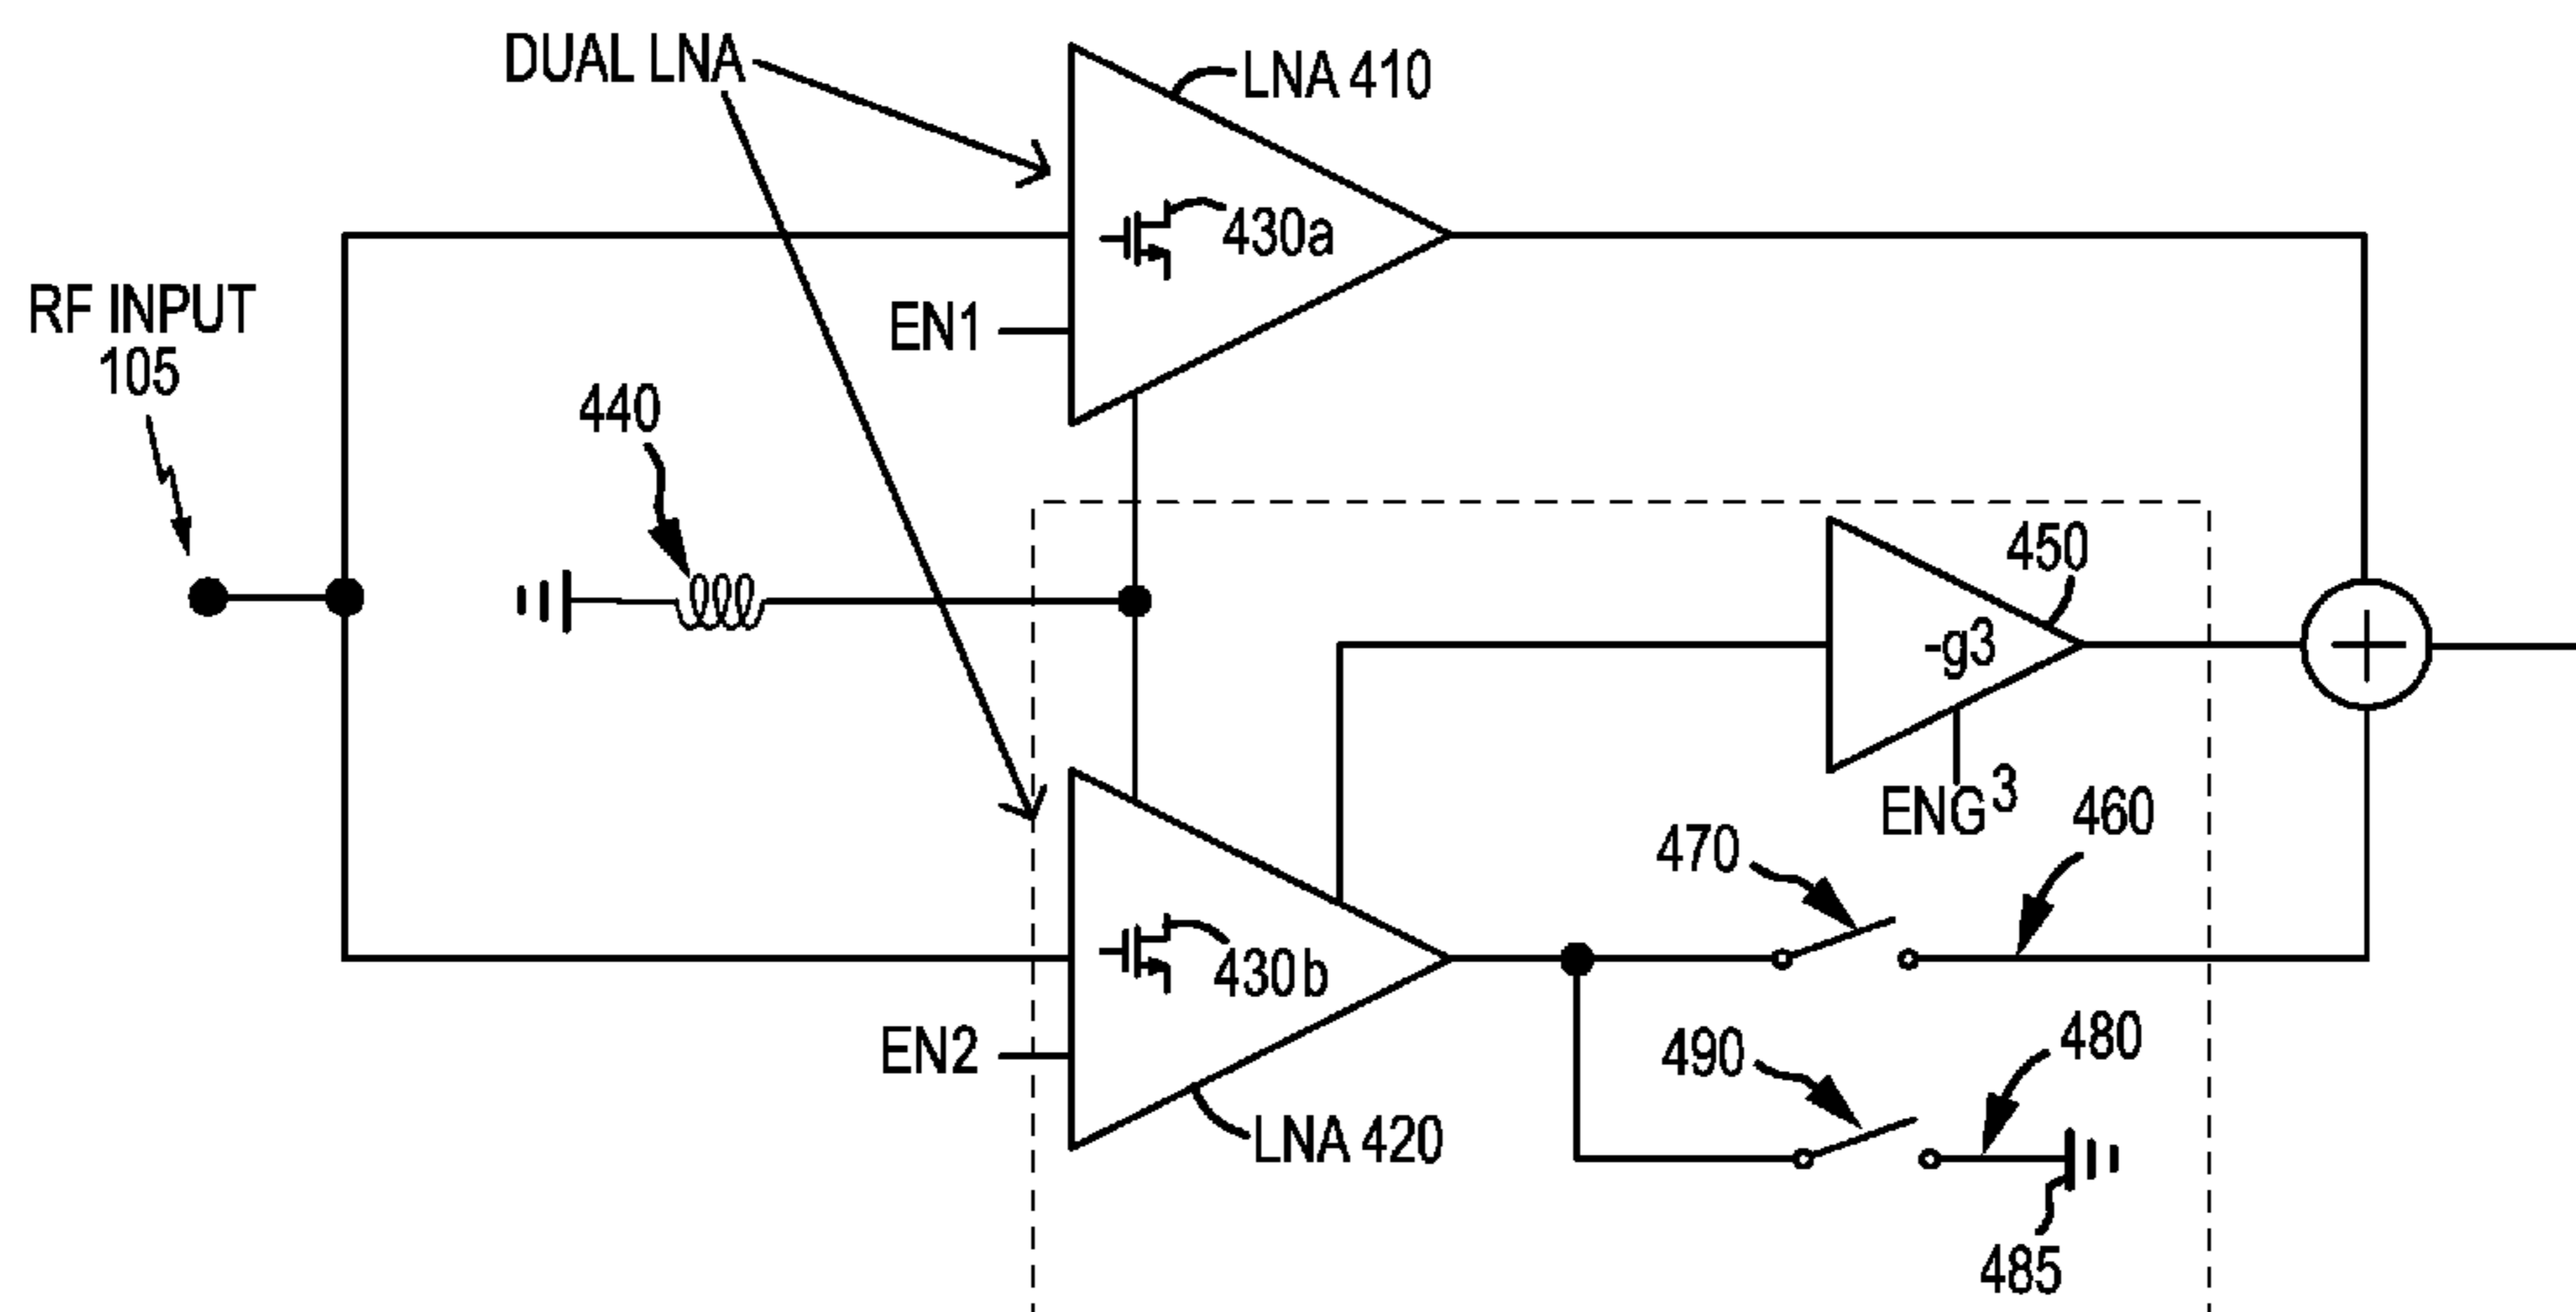 DUAL LNA
LNA 410
430a
RF INPUT
105
EN1
440
450
-g3
ENG3
460
470
430b
490
480
EN2
LNA 420
485